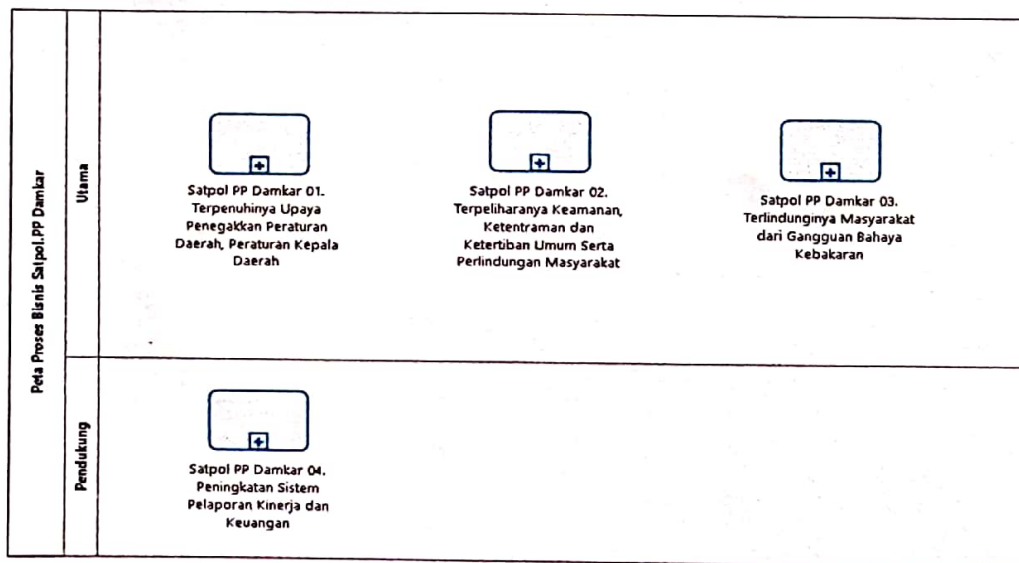 Peta Proses Bisnis Satpol.PP Damkar
Utama
Satpol PP Damkar 01.
Terpenuhinya Upaya
Penegakkan Peraturan
Daerah, Peraturan Kepala
Daerah
Satpol PP Damkar 02.
Terpeliharanya Keamanan,
Ketentraman dan
Ketertiban Umum Serta
Perlindungan Masyarakat
Satpol PP Damkar 03.
Terlindunginya Masyarakat
dari Gangguan Bahaya
Kebakaran
Pendukung
Satpol PP Damkar 04.
Peningkatan Sistem
Pelaporan Kinerja dan
Keuangan